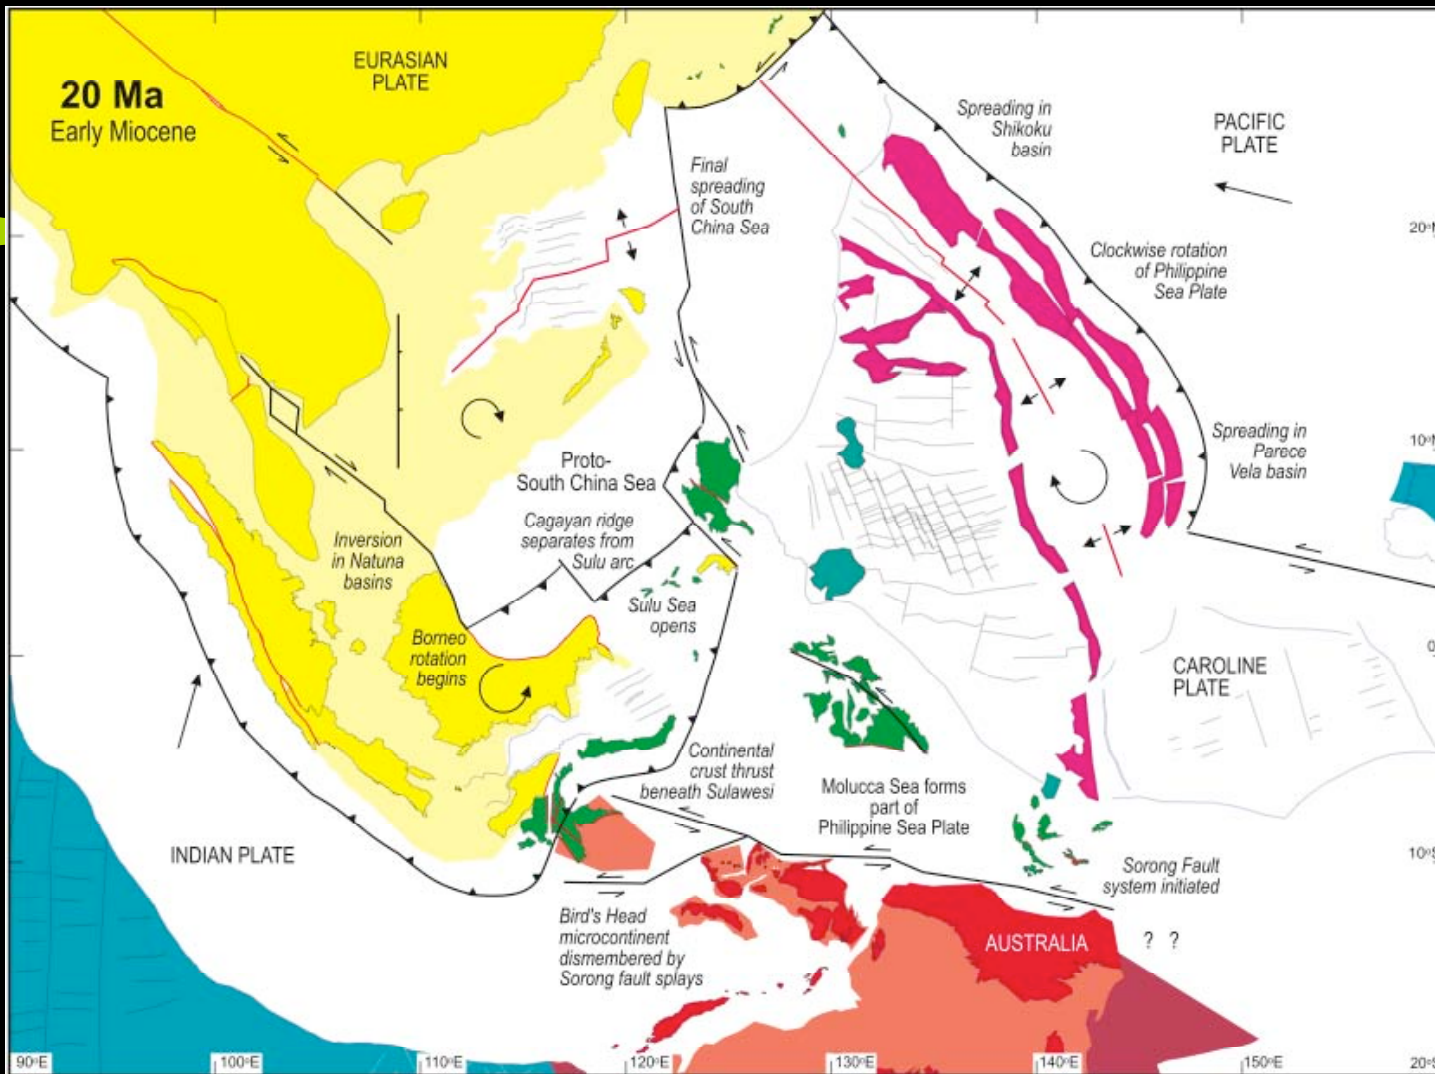 20 Ma
Early Miocene
EURASIAN
PLATE
Spreading in
Shikoku
basin
PACIFIC
PLATE
Final
spreading
of South
China Sea
20°N
Clockwise rotation
of Philippine
Sea Plate
Spreading in
Parece
Vela basin
10°N
Proto-
South China Sea
Cagayan ridge
separates from
Sulu arc
Inversion
in Natuna
basins
Sulu Sea
opens
Borneo
rotation
begins
0
CAROLINE
PLATE
Continental
crust thrust
beneath Sulawesi
Molucca Sea forms
part of
Philippine Sea Plate
INDIAN PLATE
10°S
Sorong Fault
system initiated
Bird's Head
microcontinent
dismembered by
Sorong fault splays
AUSTRALIA
? ?
90°E
100°E
110°E
120°E
130°E
140°E
150°E
20°S